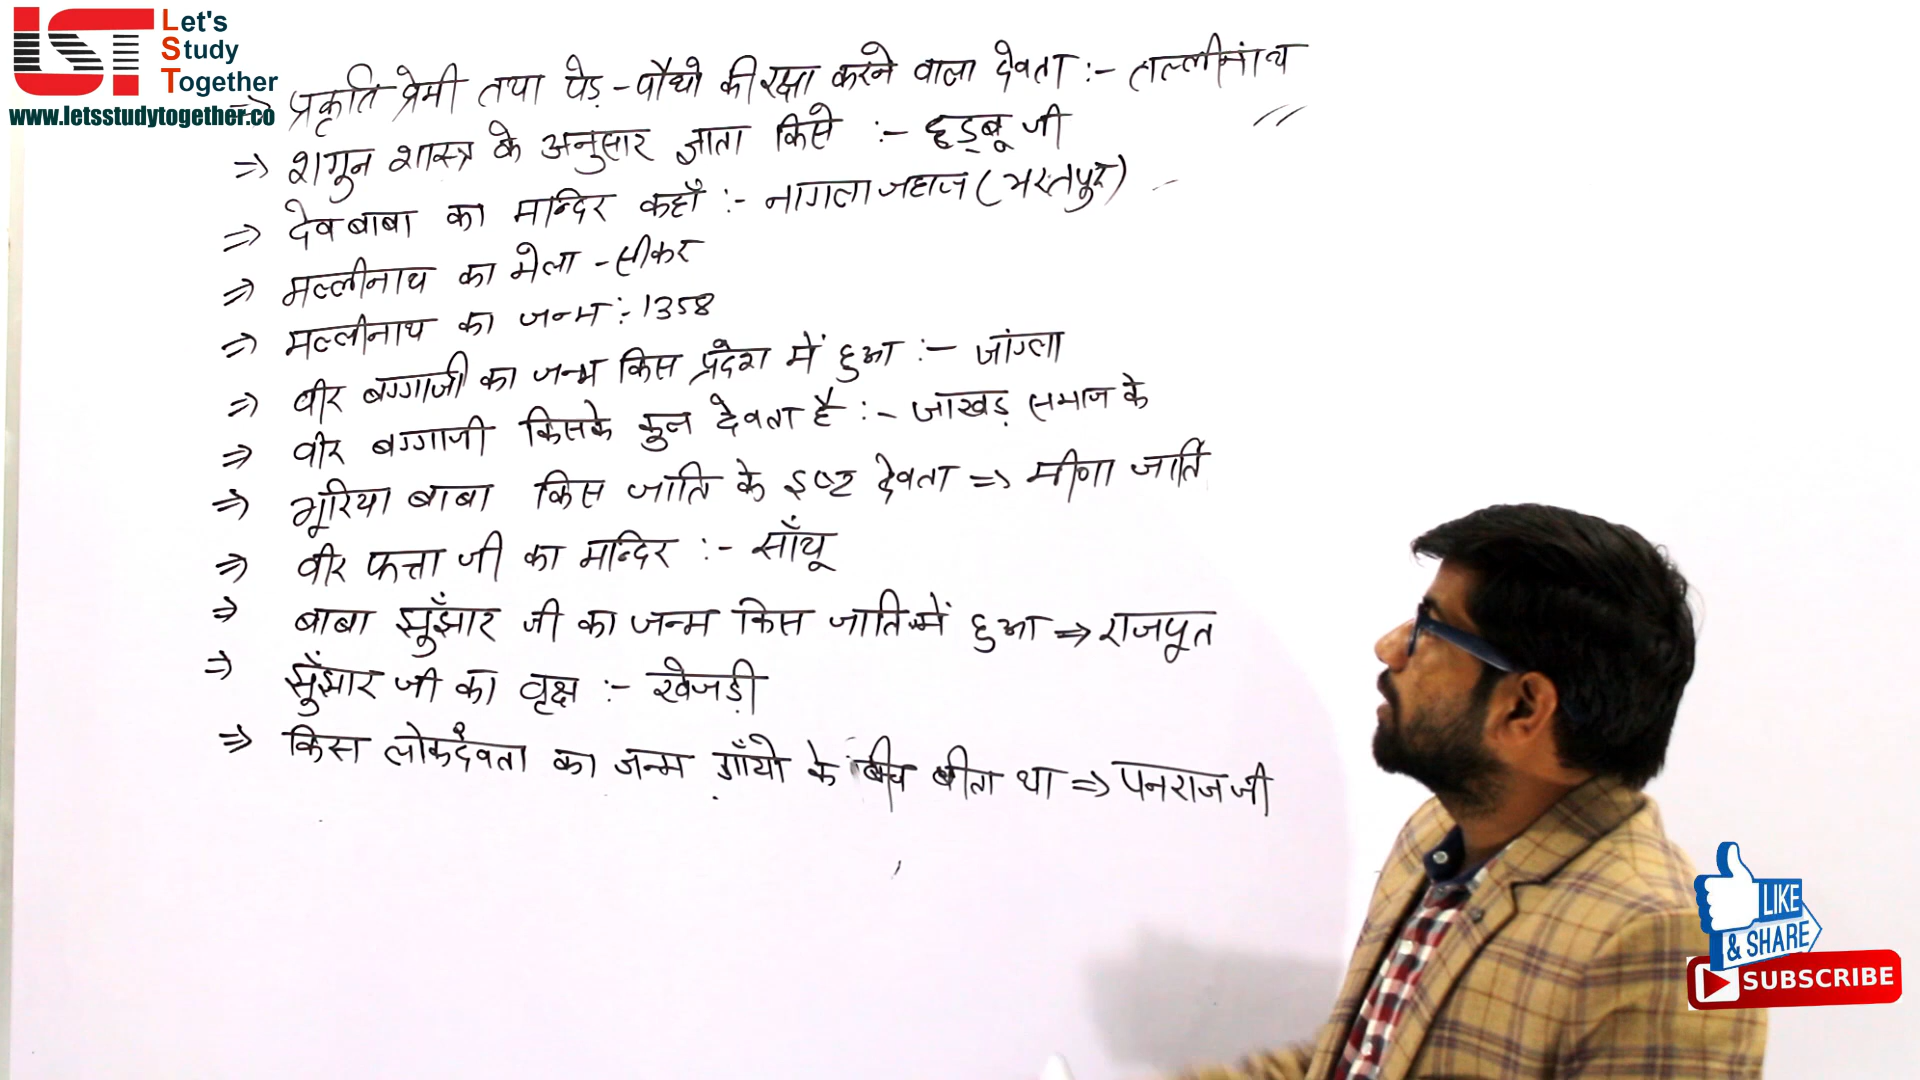 Let's
Study
Together
LST
www.letsstudytogether.co
⇒ प्रकृति प्रेमी तथा पेड़-पौधो की रक्षा करने वाला देवता :- तल्लीनाथ
⇒ शगुन शास्त्र के अनुसार ज्ञाता किसे :- हड़्बू जी
⇒ देवबाबा का मन्दिर कहाँ :- नागला जहाज (भरतपुर)
⇒ मल्लीनाथ का मेला - सीकर
⇒ मल्लीनाथ का जन्म :- 1358
⇒ वीर बग्गाजी का जन्म किस प्रदेश में हुआ :- जांग्ला
⇒ वीर बग्गाजी किसके कुल देवता है :- जाखड़ समाज के
⇒ भूरिया बाबा किस जाति के इष्ट देवता ⇒ मीणा जाति
⇒ वीर फत्ता जी का मन्दिर :- साँथू
⇒ बाबा झुँझार जी का जन्म किस जाति में हुआ ⇒ राजपूत
⇒ झुँझार जी का वृक्ष :- खेजड़ी
⇒ किस लोकदेवता का जन्म गाँयो के बीच बीता था ⇒ पनराज जी
LIKE
& SHARE
SUBSCRIBE